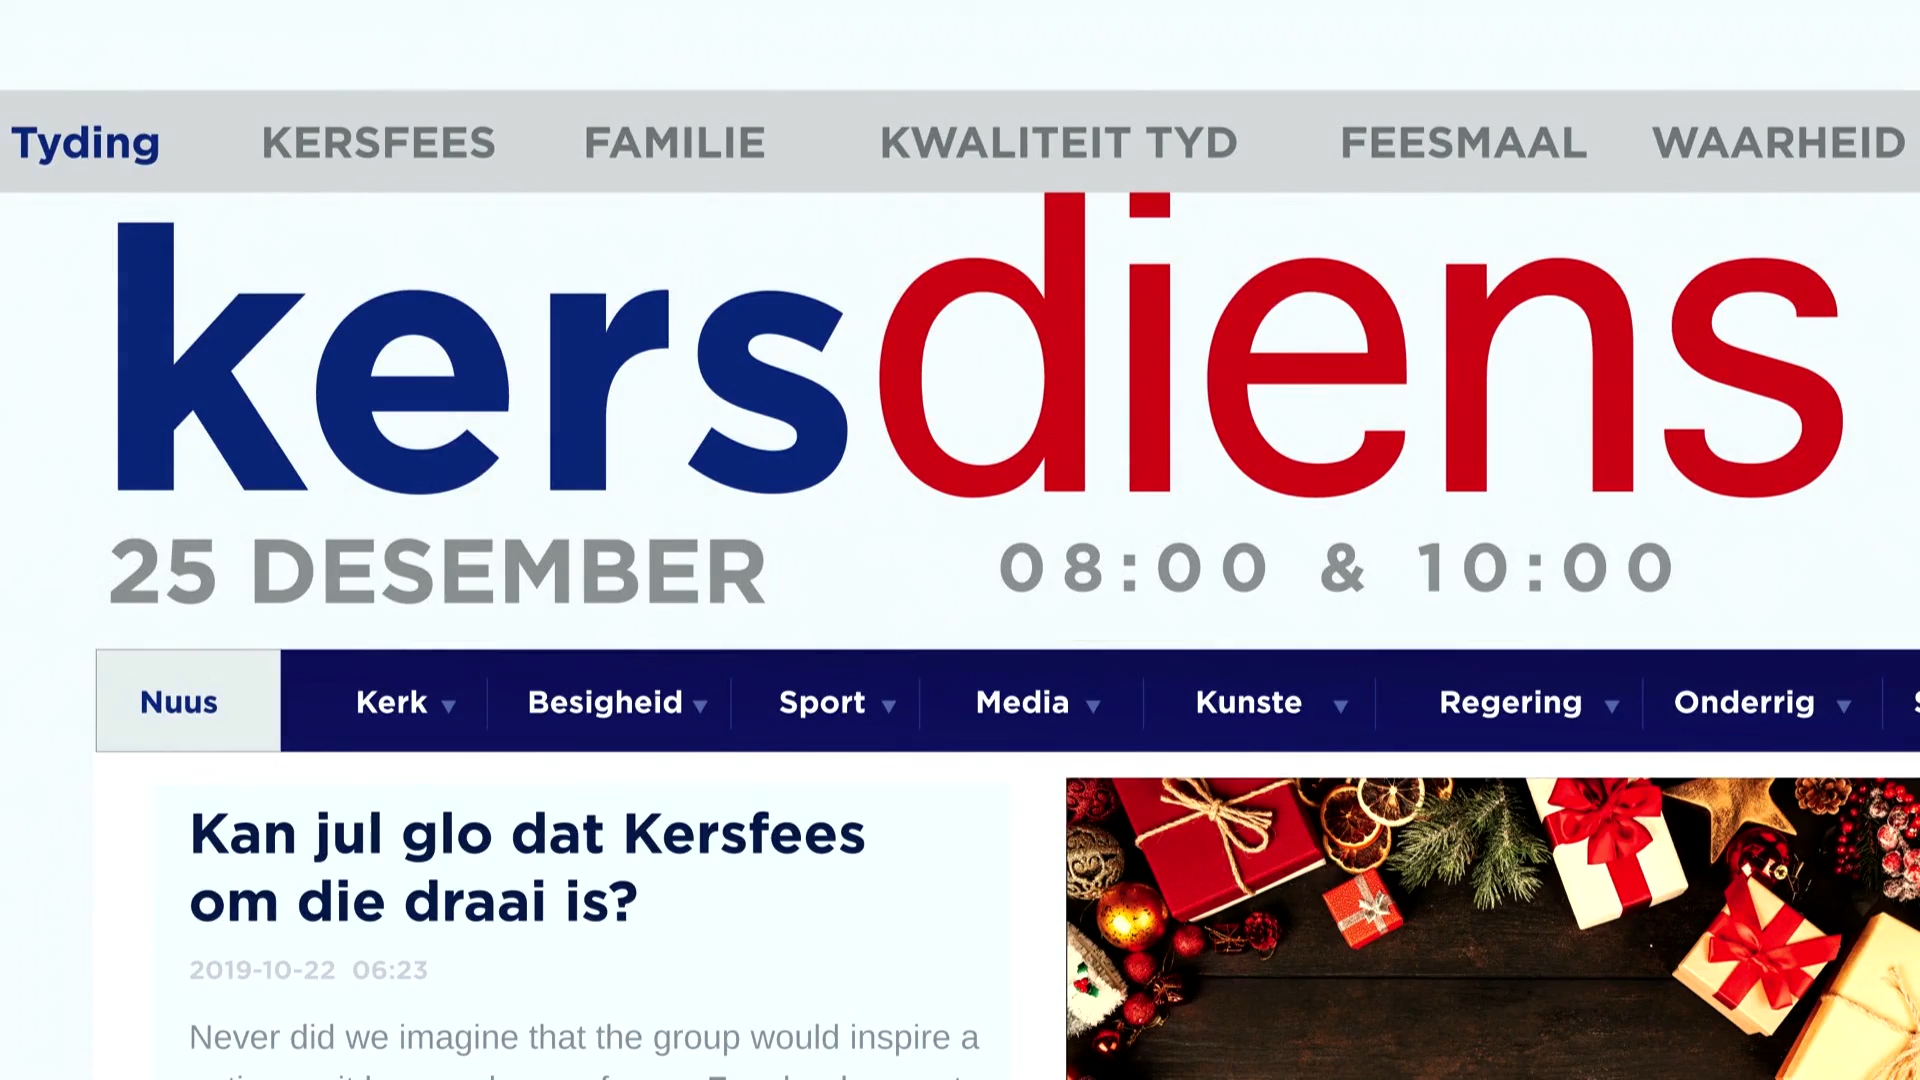 Tyding KERSFEES FAMILIE KWALITEIT TYD FEESMAAL WAARHEID
kersdiens
25 DESEMBER 08:00 & 10:00
Nuus Kerk Besigheid Sport Media Kunste Regering Onderrig
Kan jul glo dat Kersfees
om die draai is?
2019-10-22 06:23
Never did we imagine that the group would inspire a